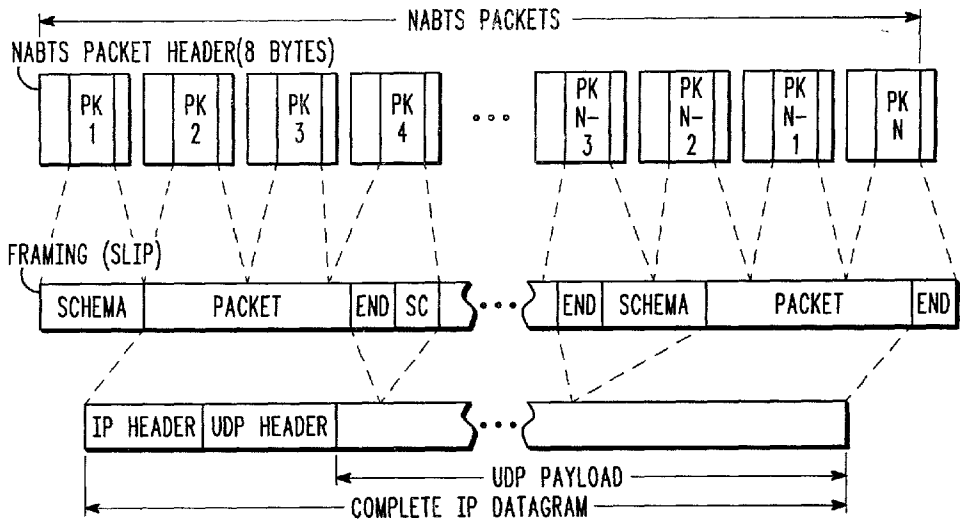 NABTS PACKETS
NABTS PACKET HEADER(8 BYTES)
PK 1
PK 2
PK 3
PK 4
PK N-3
PK N-2
PK N-1
PK N
FRAMING (SLIP)
SCHEMA
PACKET
END
SC
END
SCHEMA
PACKET
END
IP HEADER
UDP HEADER
UDP PAYLOAD
COMPLETE IP DATAGRAM